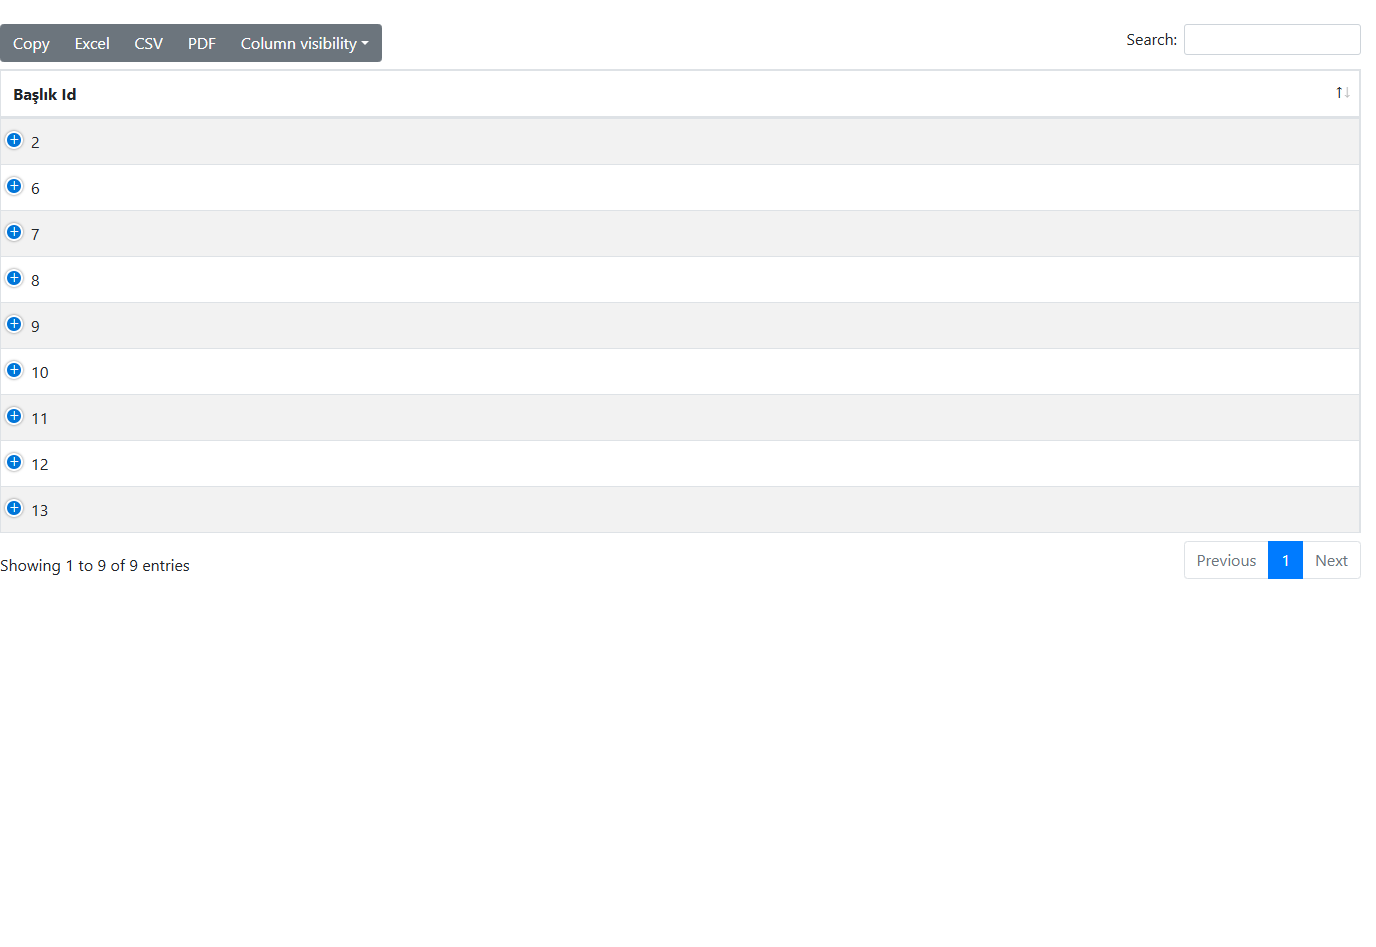 Copy Excel CSV PDF Column visibility
Search:
Başlık Id
2
6
7
8
9
10
11
12
13
Showing 1 to 9 of 9 entries
Previous 1 Next